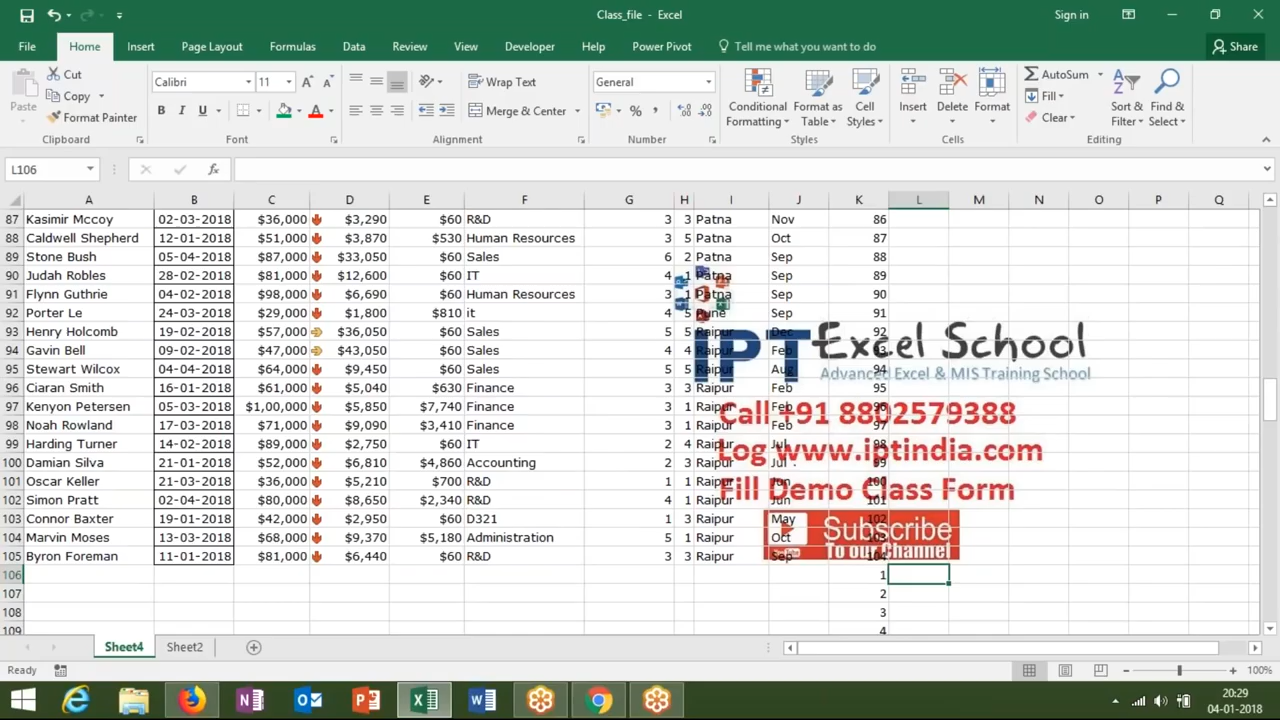 Class_file - Excel
Sign in
File Home Insert Page Layout Formulas Data Review View Developer Help Power Pivot Tell me what you want to do Share
Paste Cut Copy Format Painter Clipboard
Calibri 11 B I U Font
Wrap Text Merge & Center Alignment
General % , Number
Conditional Formatting Format as Table Cell Styles Styles
Insert Delete Format Cells
AutoSum Fill Clear Sort & Filter Find & Select Editing
L106 fx
A B C D E F G H I J K L M N O P Q
87 Kasimir Mccoy 02-03-2018 $36,000 $3,290 $60 R&D 3 3 Patna Nov 86
88 Caldwell Shepherd 12-01-2018 $51,000 $3,870 $530 Human Resources 3 5 Patna Oct 87
89 Stone Bush 05-04-2018 $87,000 $33,050 $60 Sales 6 2 Patna Sep 88
90 Judah Robles 28-02-2018 $81,000 $12,600 $60 IT 4 1 Patna Sep 89
91 Flynn Guthrie 04-02-2018 $98,000 $6,690 $60 Human Resources 3 1 Patna Sep 90
92 Porter Le 24-03-2018 $29,000 $1,800 $810 it 4 5 Pune Sep 91
93 Henry Holcomb 19-02-2018 $57,000 $36,050 $60 Sales 5 5 Raipur Dec 92
94 Gavin Bell 09-02-2018 $47,000 $43,050 $60 Sales 4 4 Raipur Feb 93
95 Stewart Wilcox 04-04-2018 $64,000 $9,450 $60 Sales 5 5 Raipur Aug 94
96 Ciaran Smith 16-01-2018 $61,000 $5,040 $630 Finance 3 3 Raipur Feb 95
97 Kenyon Petersen 05-03-2018 $1,00,000 $5,850 $7,740 Finance 3 1 Raipur Feb 96
98 Noah Rowland 17-03-2018 $71,000 $9,090 $3,410 Finance 3 1 Raipur Feb 97
99 Harding Turner 14-02-2018 $89,000 $2,750 $60 IT 2 4 Raipur Jul 98
100 Damian Silva 21-01-2018 $52,000 $6,810 $4,860 Accounting 2 3 Raipur Jul 99
101 Oscar Keller 21-03-2018 $36,000 $5,210 $700 R&D 1 1 Raipur Jun 100
102 Simon Pratt 02-04-2018 $80,000 $8,650 $2,340 R&D 4 1 Raipur Jun 101
103 Connor Baxter 19-01-2018 $42,000 $2,950 $60 D321 1 3 Raipur May 102
104 Marvin Moses 13-03-2018 $68,000 $9,370 $5,180 Administration 5 1 Raipur Oct 103
105 Byron Foreman 11-01-2018 $81,000 $6,440 $60 R&D 3 3 Raipur Sep 104
106 1
107 2
108 3
109 4
IPT Excel School
Advanced Excel & MIS Training School
Call +91 8802579388
Log www.iptindia.com
Fill Demo Class Form
Subscribe
To our Channel
Sheet4 Sheet2
Ready 100%
20:29
04-01-2018